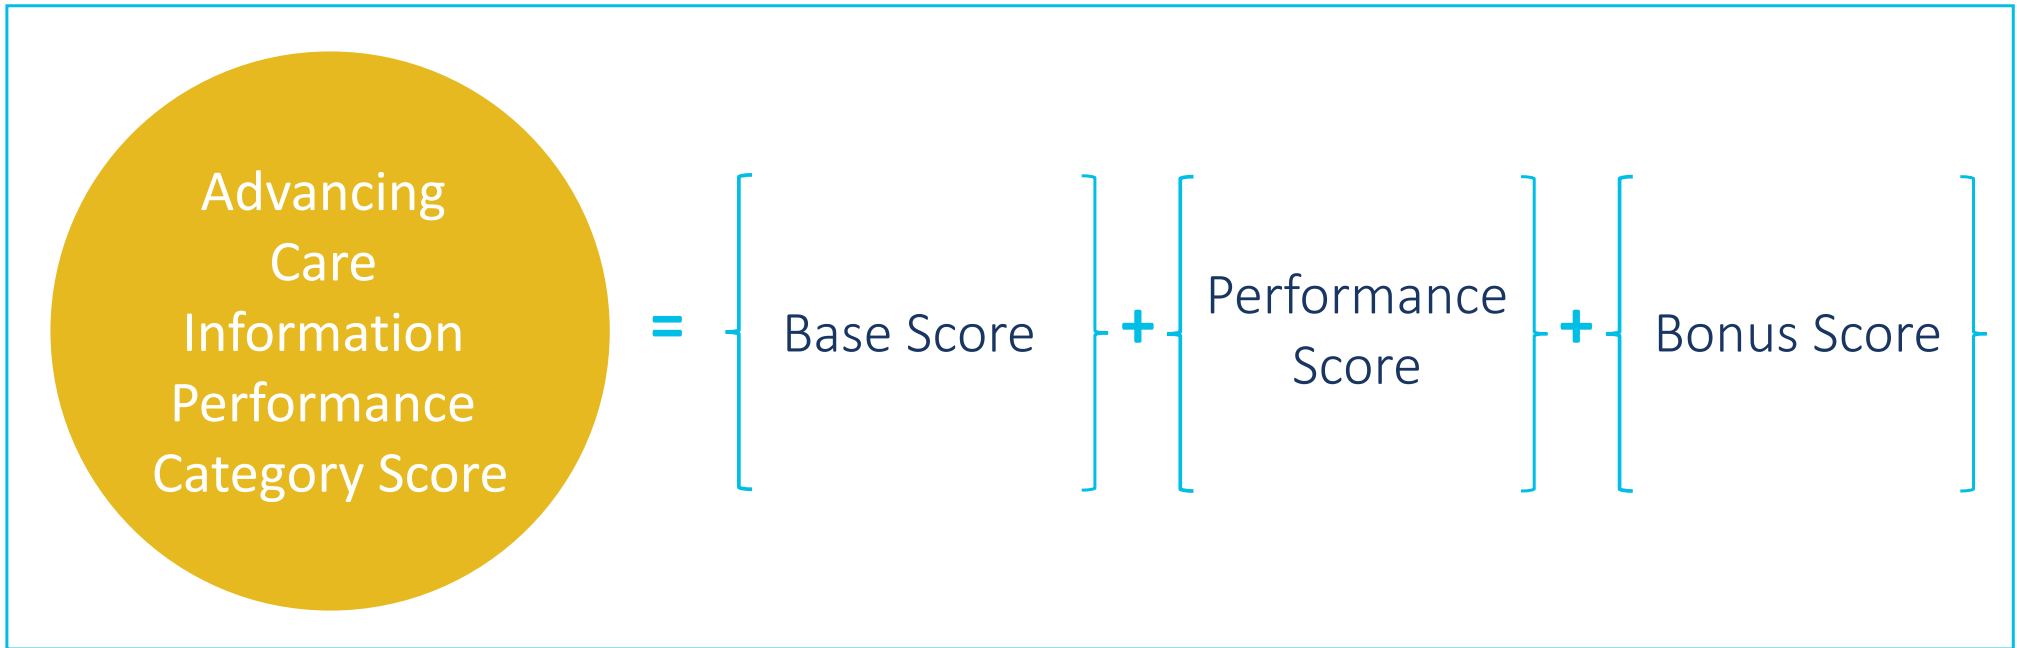 Advancing
Care
Information
Performance
Category Score
=
{ Base Score }
+
{ Performance
Score }
+
{ Bonus Score }